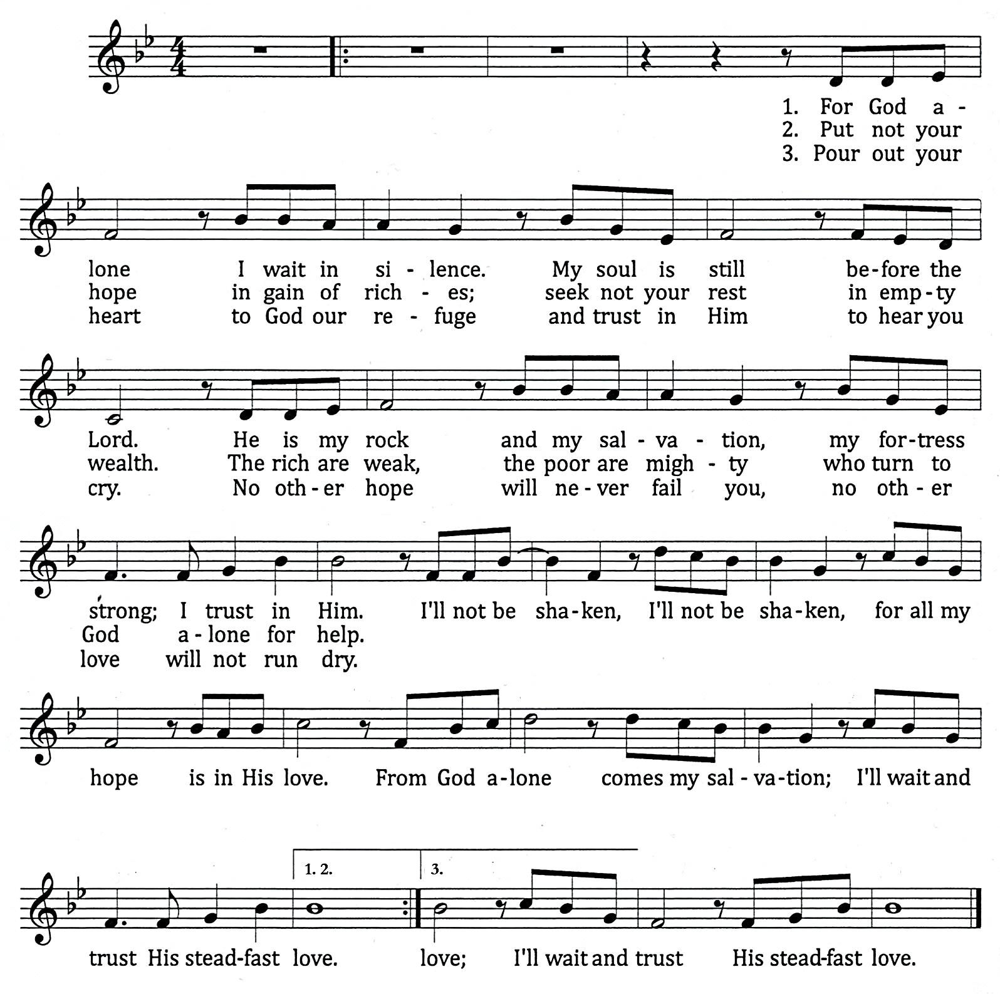 4
4
1. For God a -
2. Put not your
3. Pour out your
lone I wait in si - lence. My soul is still be-fore the
hope in gain of rich - es; seek not your rest in emp-ty
heart to God our re - fuge and trust in Him to hear you
Lord. He is my rock and my sal - va - tion, my for-tress
wealth. The rich are weak, the poor are migh - ty who turn to
cry. No oth-er hope will ne-ver fail you, no oth - er
strong; I trust in Him. I'll not be sha-ken, I'll not be sha-ken, for all my
God a-lone for help.
love will not run dry.
hope is in His love. From God a-lone comes my sal - va-tion; I'll wait and
1. 2. 3.
trust His stead-fast love. love; I'll wait and trust His stead-fast love.